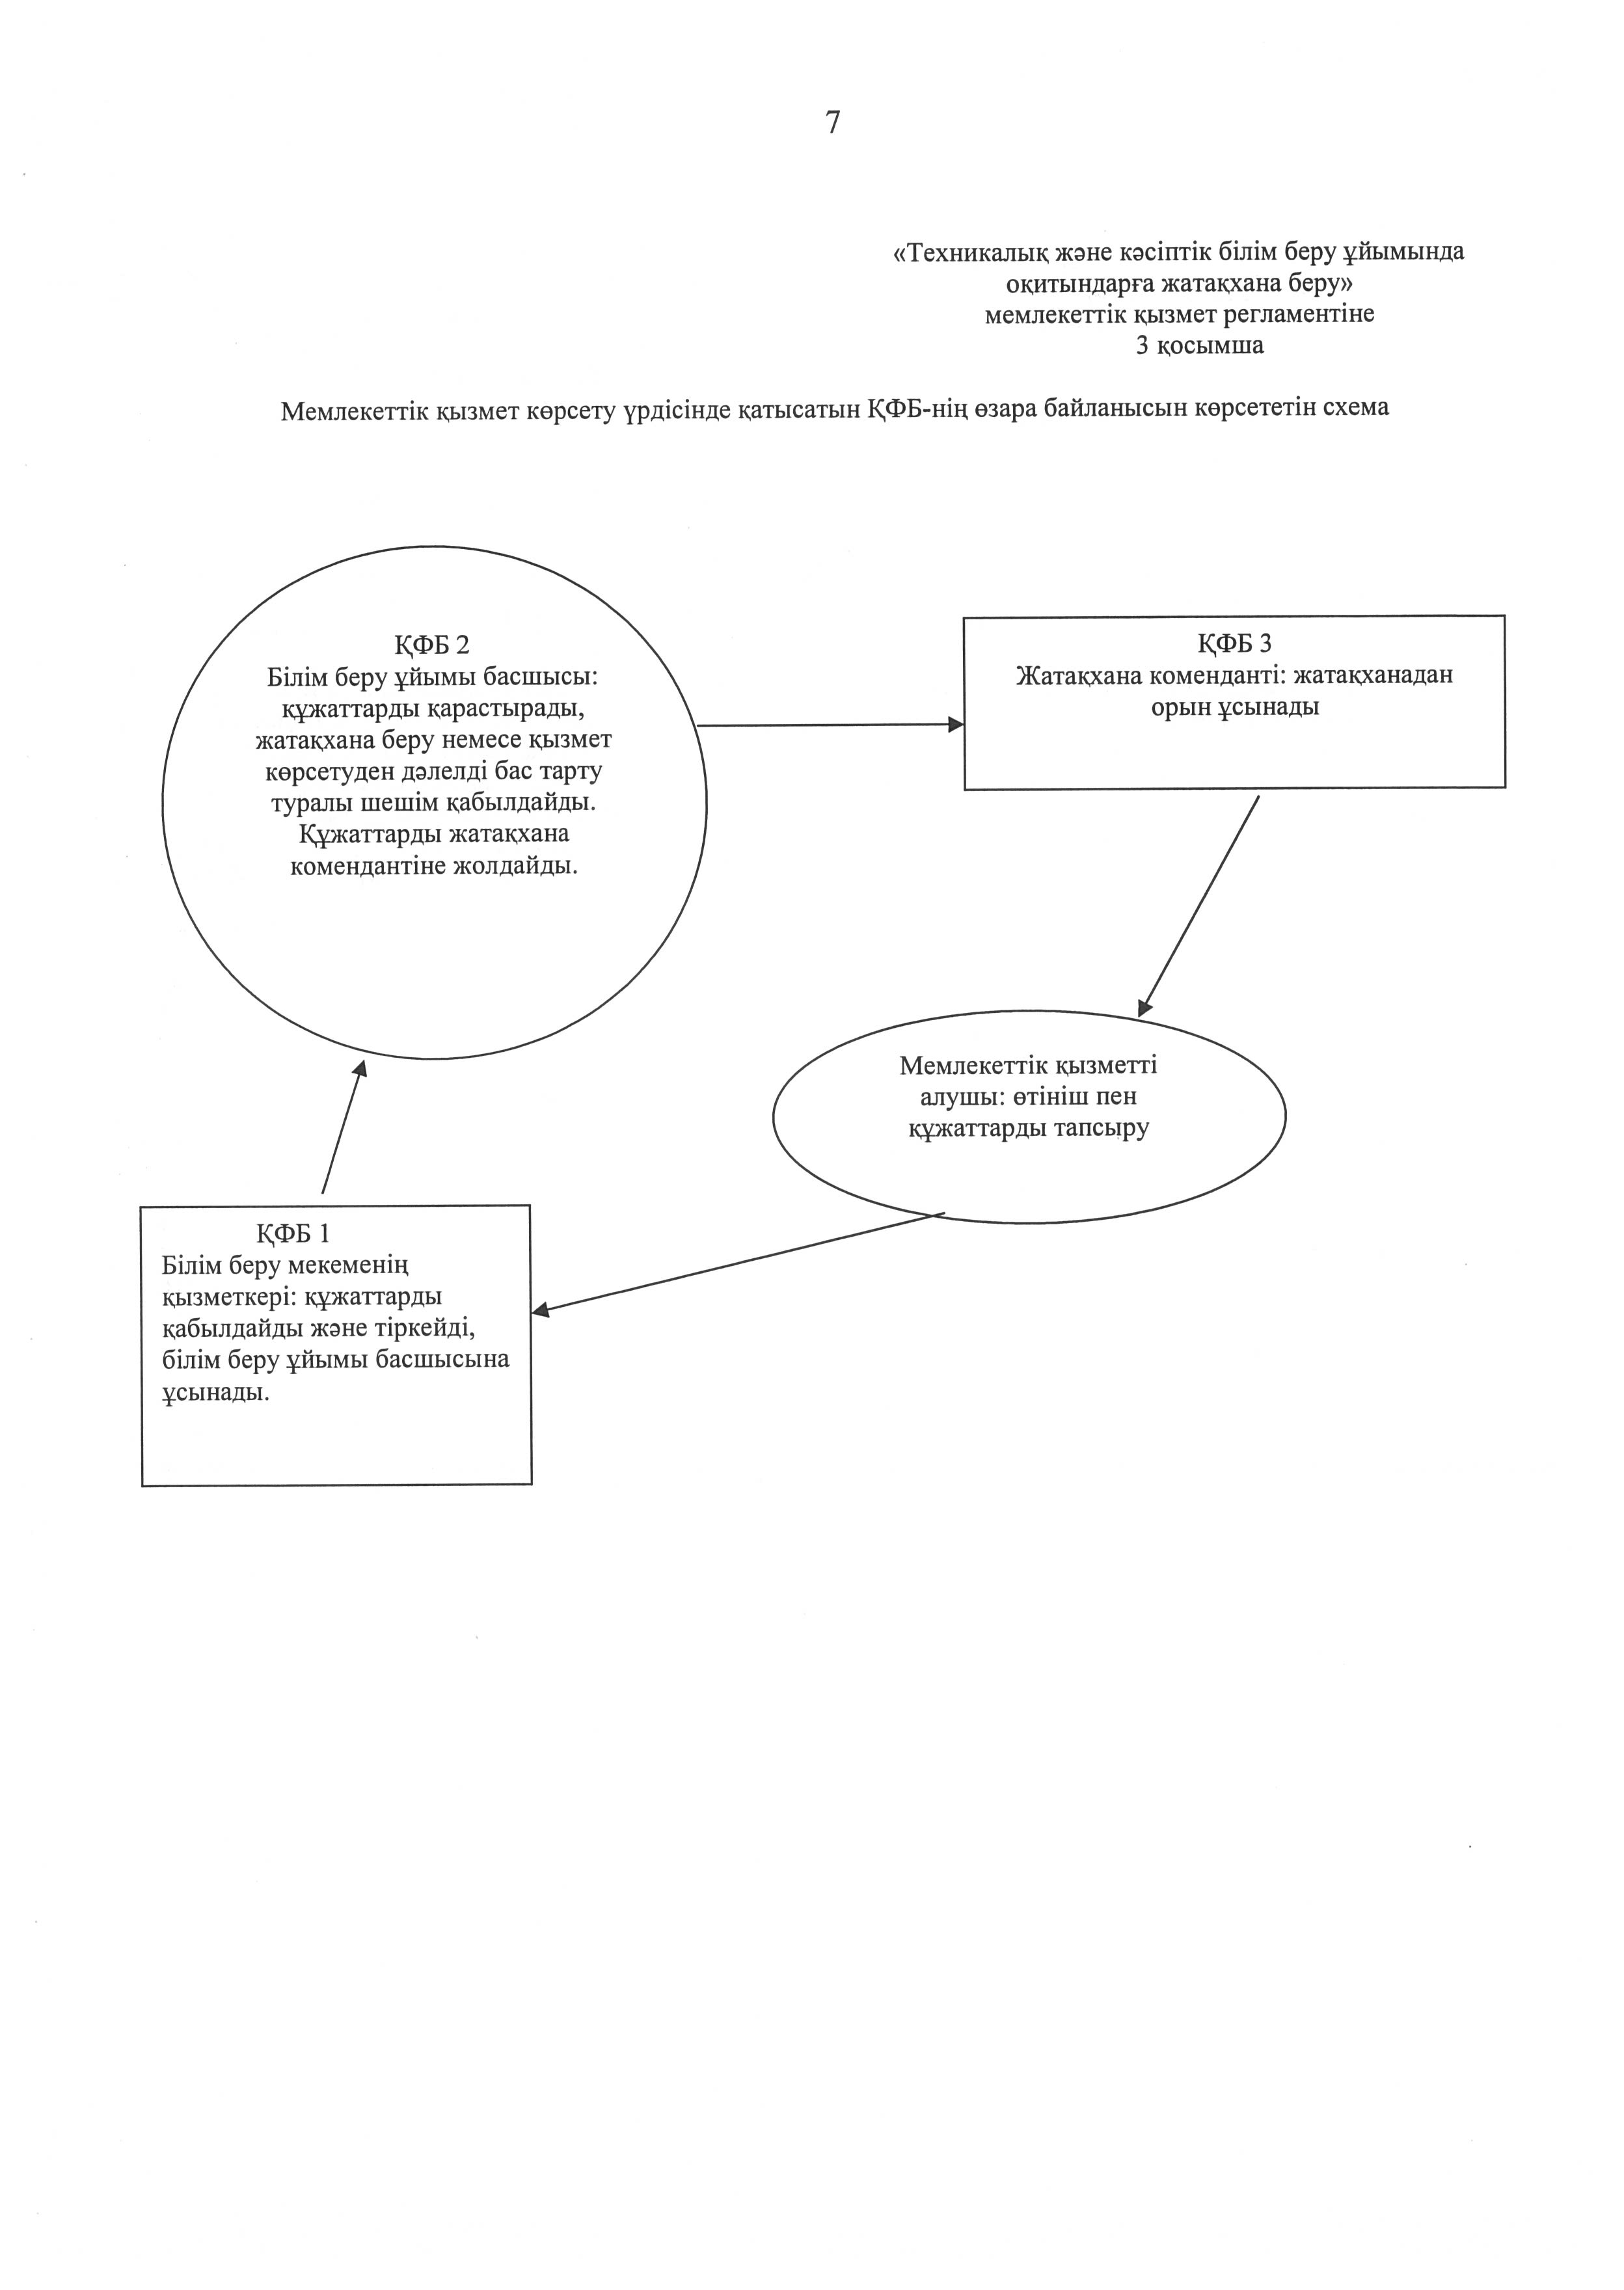 7
«Техникалық және кәсіптік білім беру ұйымында
оқитындарға жатақхана беру»
мемлекеттік қызмет регламентіне
3 қосымша
Мемлекеттік қызмет көрсету үрдісінде қатысатын ҚФБ-нің өзара байланысын көрсететін схема
ҚФБ 2
Білім беру ұйымы басшысы:
құжаттарды қарастырады,
жатақхана беру немесе қызмет
көрсетуден дәлелді бас тарту
туралы шешім қабылдайды.
Құжаттарды жатақхана
комендантіне жолдайды.
ҚФБ 3
Жатақхана коменданті: жатақханадан
орын ұсынады
Мемлекеттік қызметті
алушы: өтініш пен
құжаттарды тапсыру
ҚФБ 1
Білім беру мекеменің
қызметкері: құжаттарды
қабылдайды және тіркейді,
білім беру ұйымы басшысына
ұсынады.